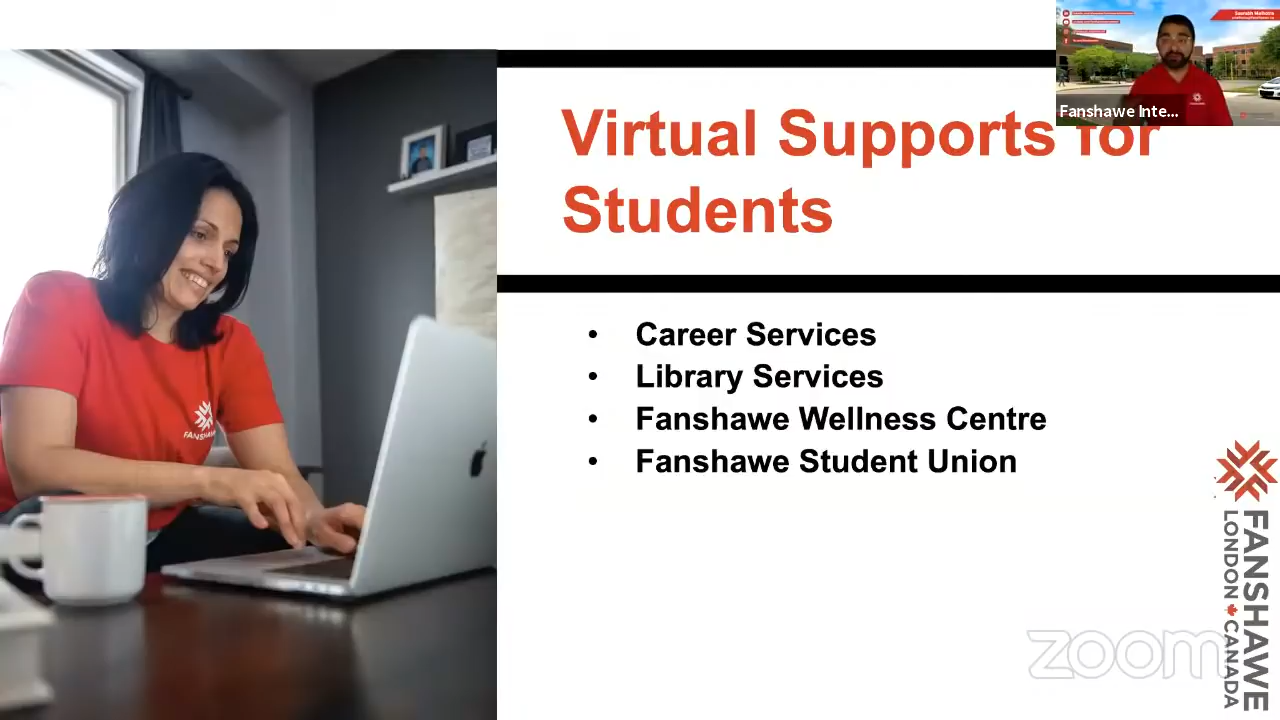 Virtual Supports for
Students
Fanshawe Inte...
• Career Services
• Library Services
• Fanshawe Wellness Centre
• Fanshawe Student Union
FANSHAWE
LONDON CANADA
zoom